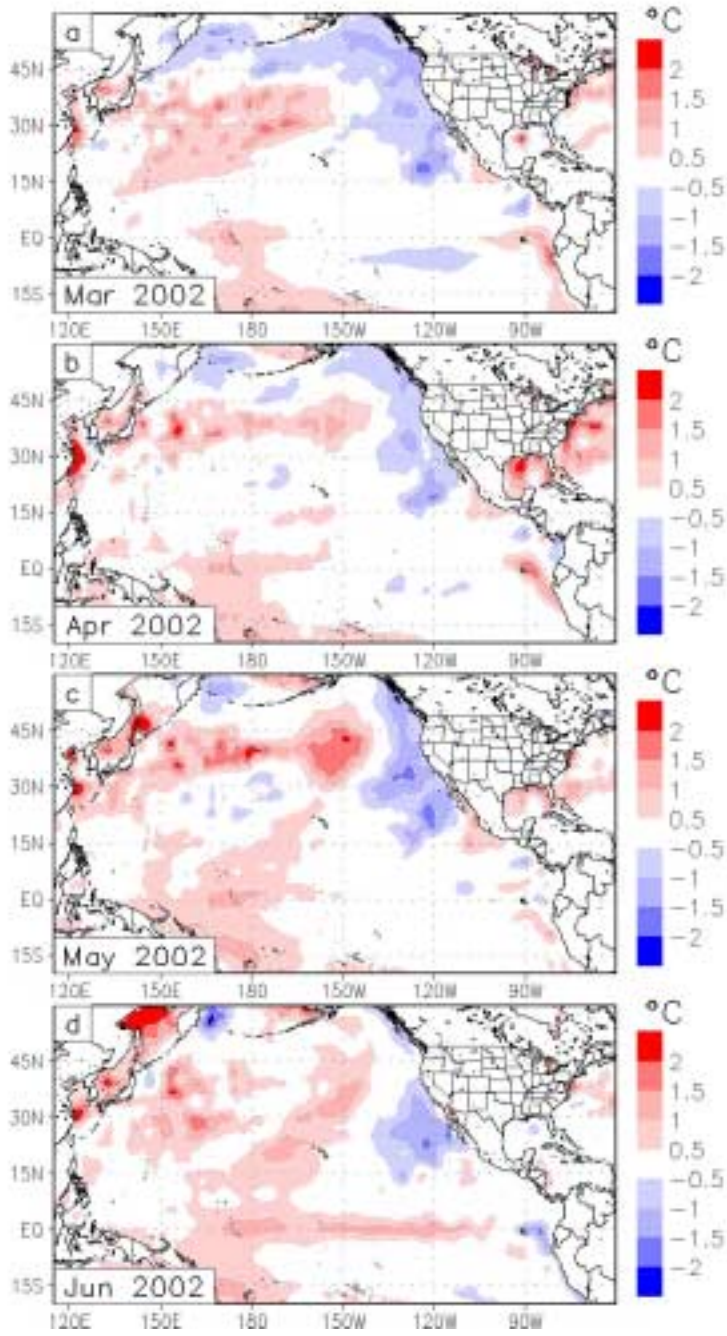 a
°C
45N
30N
15N
EQ
15S
2
1.5
1
0.5
-0.5
-1
-1.5
-2
Mar 2002
120E 150E 180 150W 120W 90W
b
°C
45N
30N
15N
EQ
15S
2
1.5
1
0.5
-0.5
-1
-1.5
-2
Apr 2002
120E 150E 180 150W 120W 90W
c
°C
45N
30N
15N
EQ
15S
2
1.5
1
0.5
-0.5
-1
-1.5
-2
May 2002
120E 150E 180 150W 120W 90W
d
°C
45N
30N
15N
EQ
15S
2
1.5
1
0.5
-0.5
-1
-1.5
-2
Jun 2002
120E 150E 180 150W 120W 90W